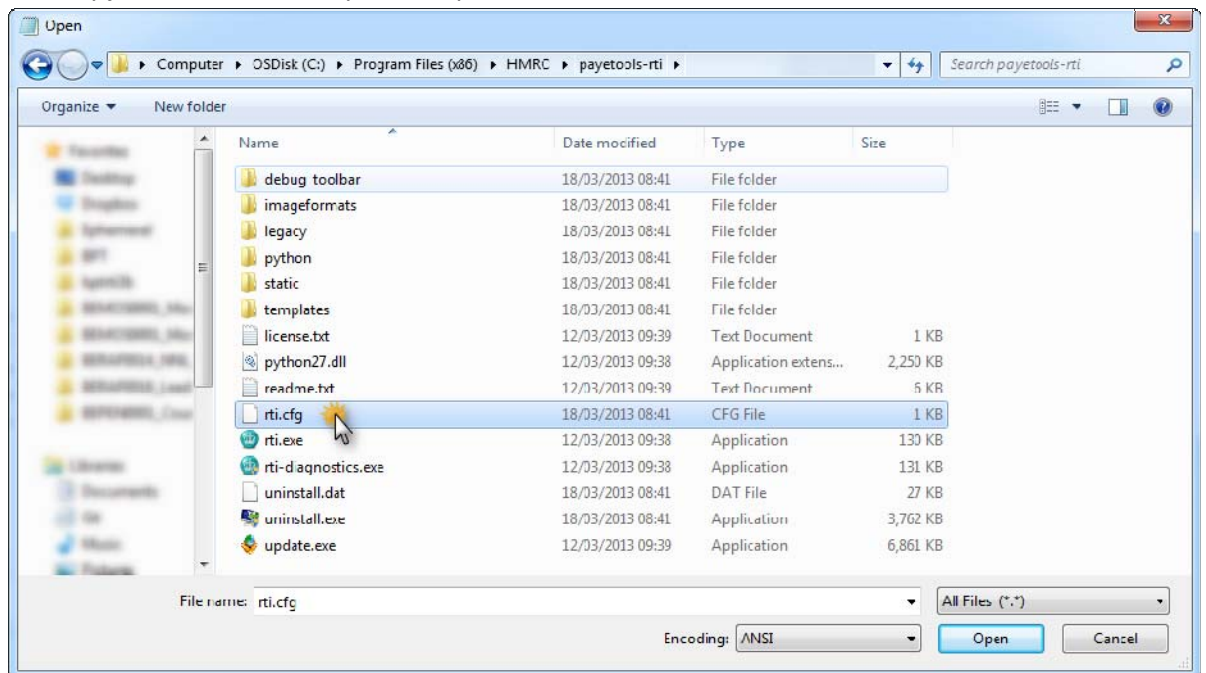 Open
Computer ▸ OSDisk (C:) ▸ Program Files (x86) ▸ HMRC ▸ payetools-rti ▸ Search payetools-rti
Organize New folder
Name Date modified Type Size
debug toolbar 18/03/2013 08:41 File folder
imageformats 18/03/2013 08:41 File folder
legacy 18/03/2013 08:41 File folder
python 18/03/2013 08:41 File folder
static 18/03/2013 08:41 File folder
templates 18/03/2013 08:41 File folder
license.txt 12/03/2013 09:39 Text Document 1 KB
python27.dll 12/03/2013 09:38 Application extens... 2,250 KB
readme.txt 12/03/2013 09:39 Text Document 5 KB
rti.cfg 18/03/2013 08:41 CFG File 1 KB
rti.exe 12/03/2013 09:38 Application 130 KB
rti-diagnostics.exe 12/03/2013 09:38 Application 131 KB
uninstall.dat 18/03/2013 08:41 DAT File 27 KB
uninstall.exe 18/03/2013 08:41 Application 3,762 KB
update.exe 12/03/2013 09:39 Application 6,861 KB
File name: rti.cfg All Files (*.*)
Encoding: ANSI Open Cancel